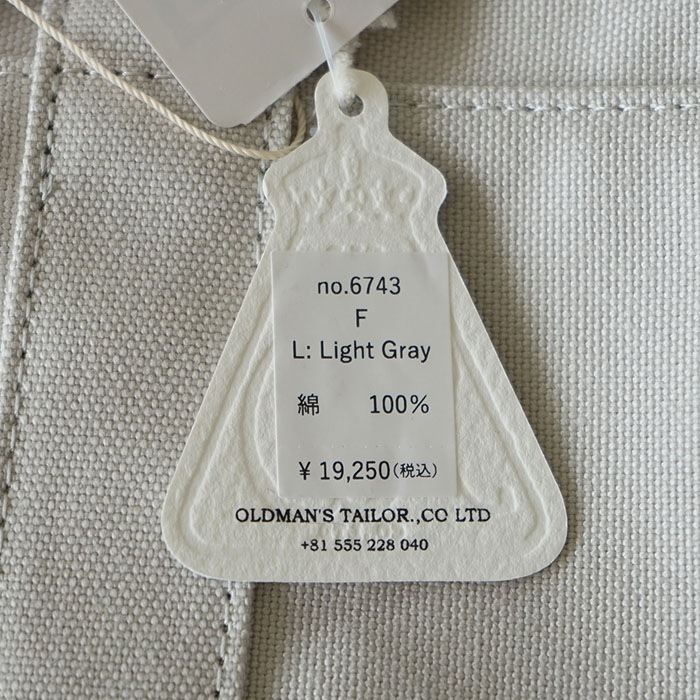 no.6743
F
L: Light Gray
綿 100%
¥ 19,250(税込)
OLDMAN'S TAILOR.,CO LTD
+81 555 228 040